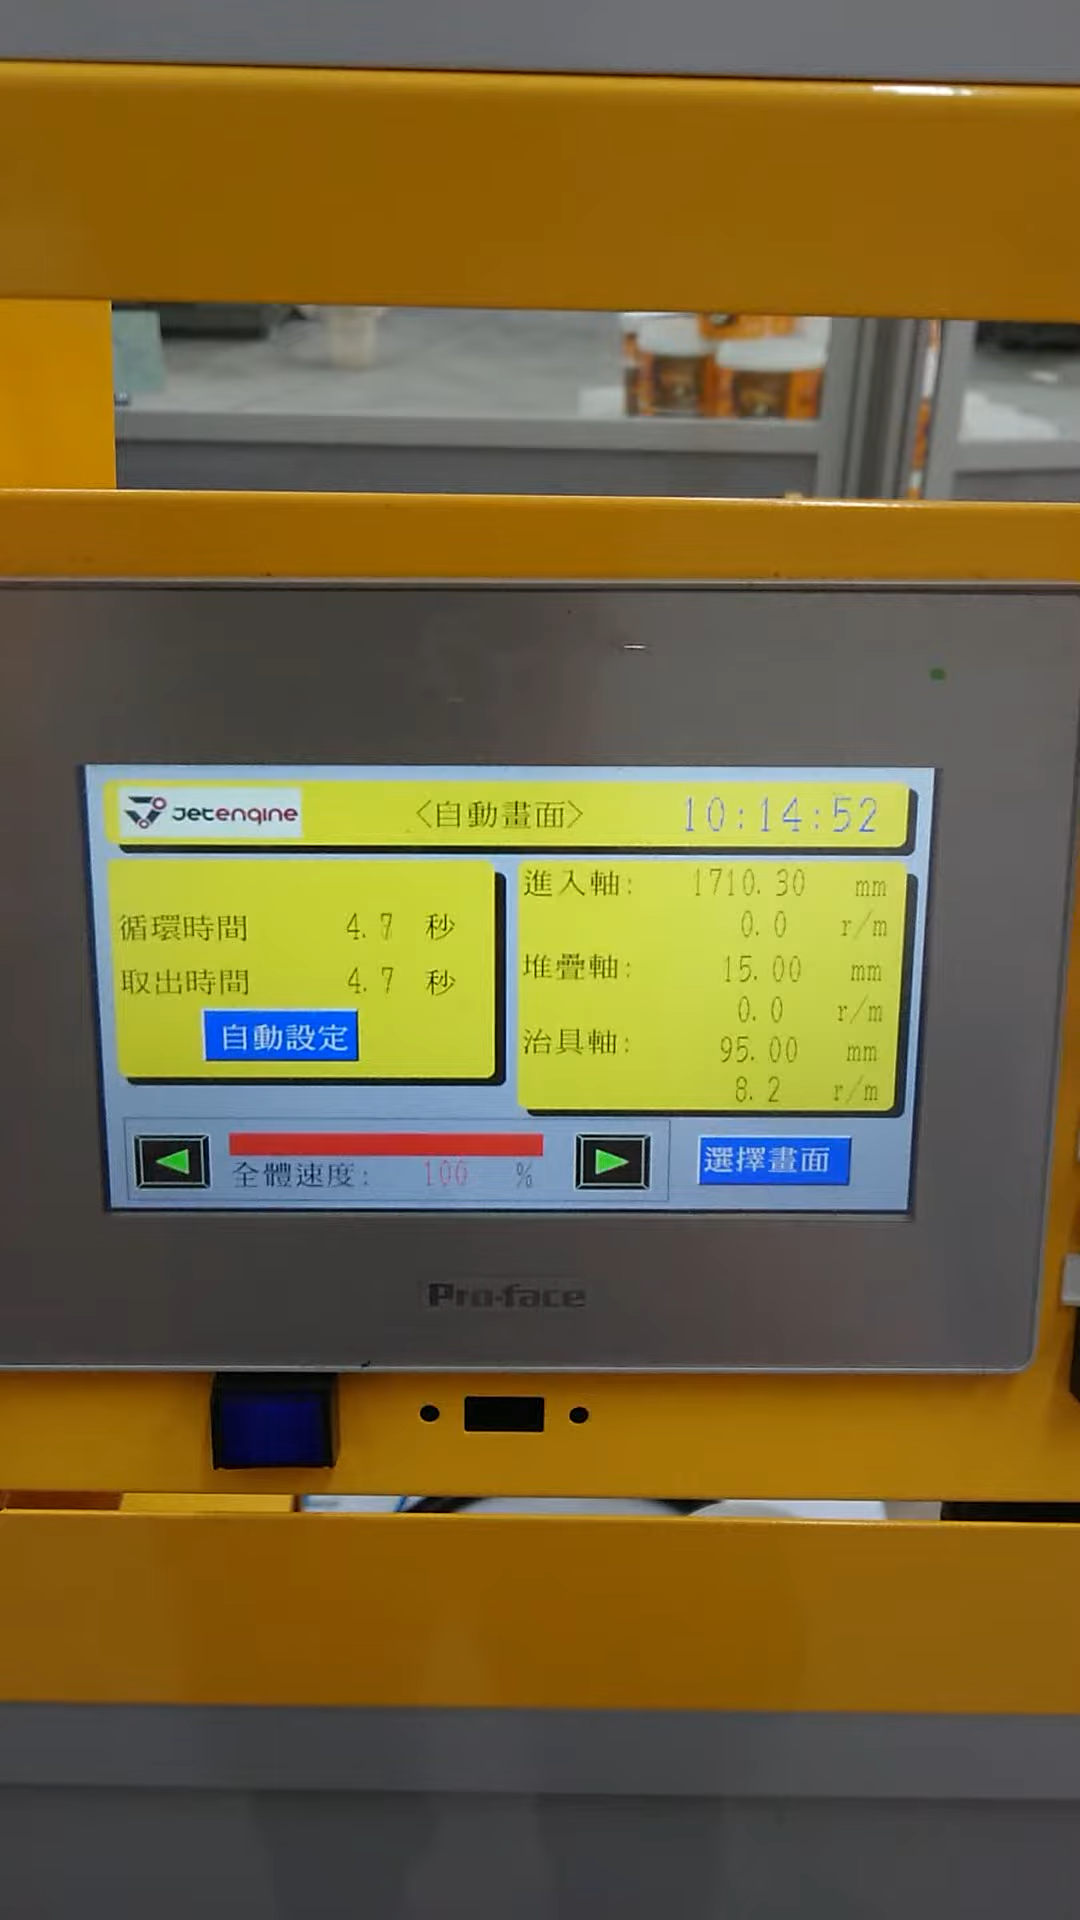 Jetengine <自動畫面> 10:14:52
循環時間 4.7 秒
取出時間 4.7 秒
自動設定
進入軸: 1710.30 mm
0.0 r/m
堆疊軸: 15.00 mm
0.0 r/m
治具軸: 95.00 mm
8.2 r/m
全體速度: 100 %
選擇畫面
Pro-face